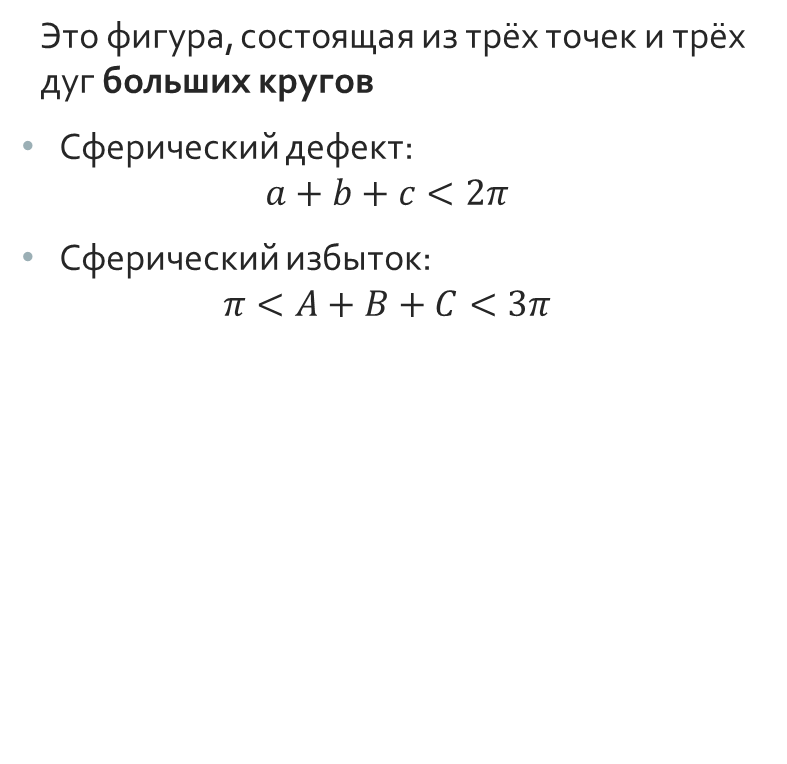 Это фигура, состоящая из трёх точек и трёх
дуг больших кругов
• Сферический дефект:
a + b + c < 2π
• Сферический избыток:
π < A + B + C < 3π